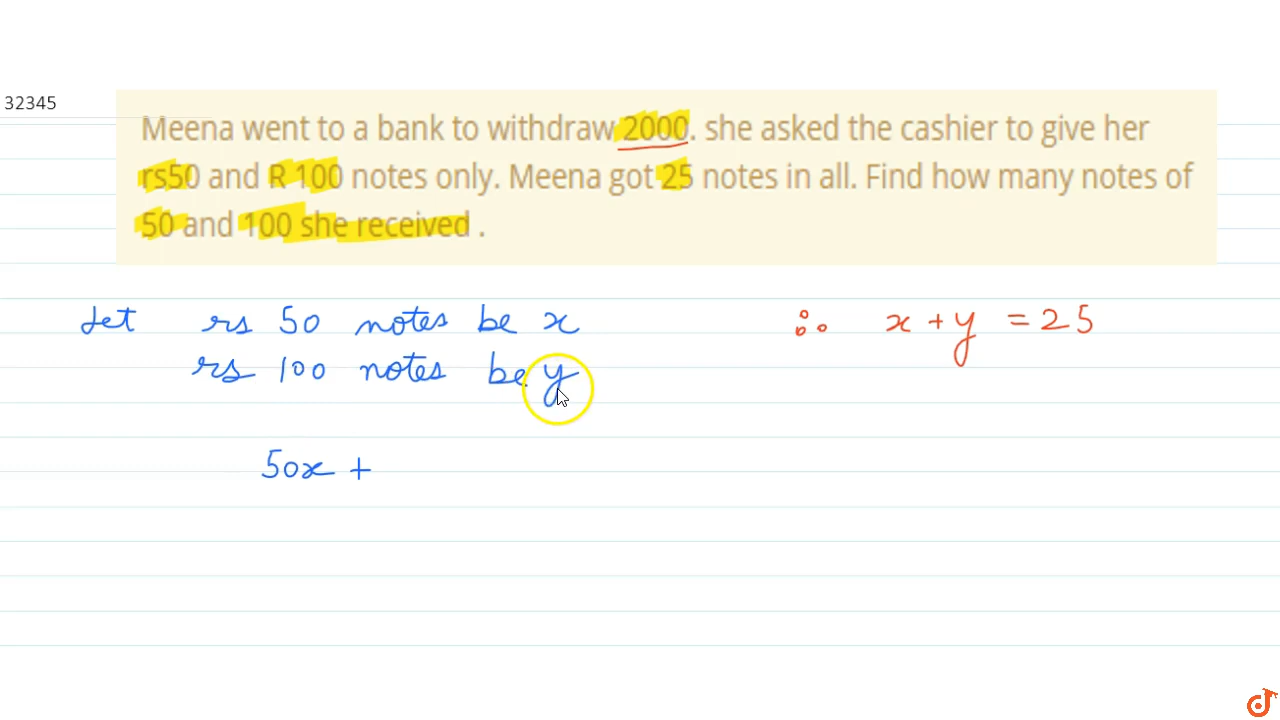 32345
Meena went to a bank to withdraw 2000. she asked the cashier to give her
rs50 and R 100 notes only. Meena got 25 notes in all. Find how many notes of
50 and 100 she received .
Let rs 50 notes be x
∴ x + y = 25
rs 100 notes be y
50x +